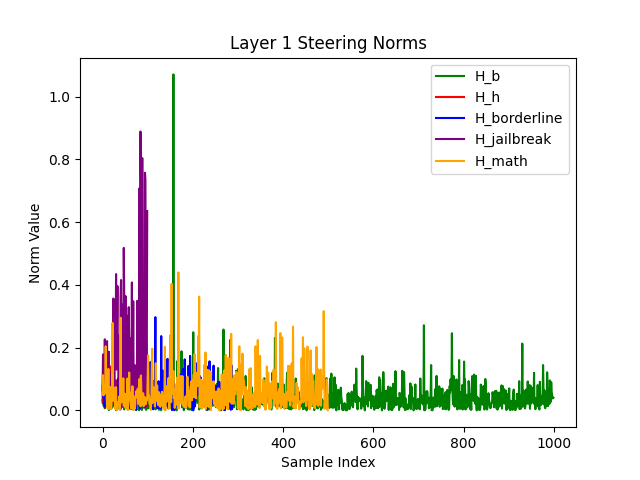 Layer 1 Steering Norms
H_b
H_h
H_borderline
H_jailbreak
H_math
Norm Value
1.0
0.8
0.6
0.4
0.2
0.0
0
200
400
600
800
1000
Sample Index